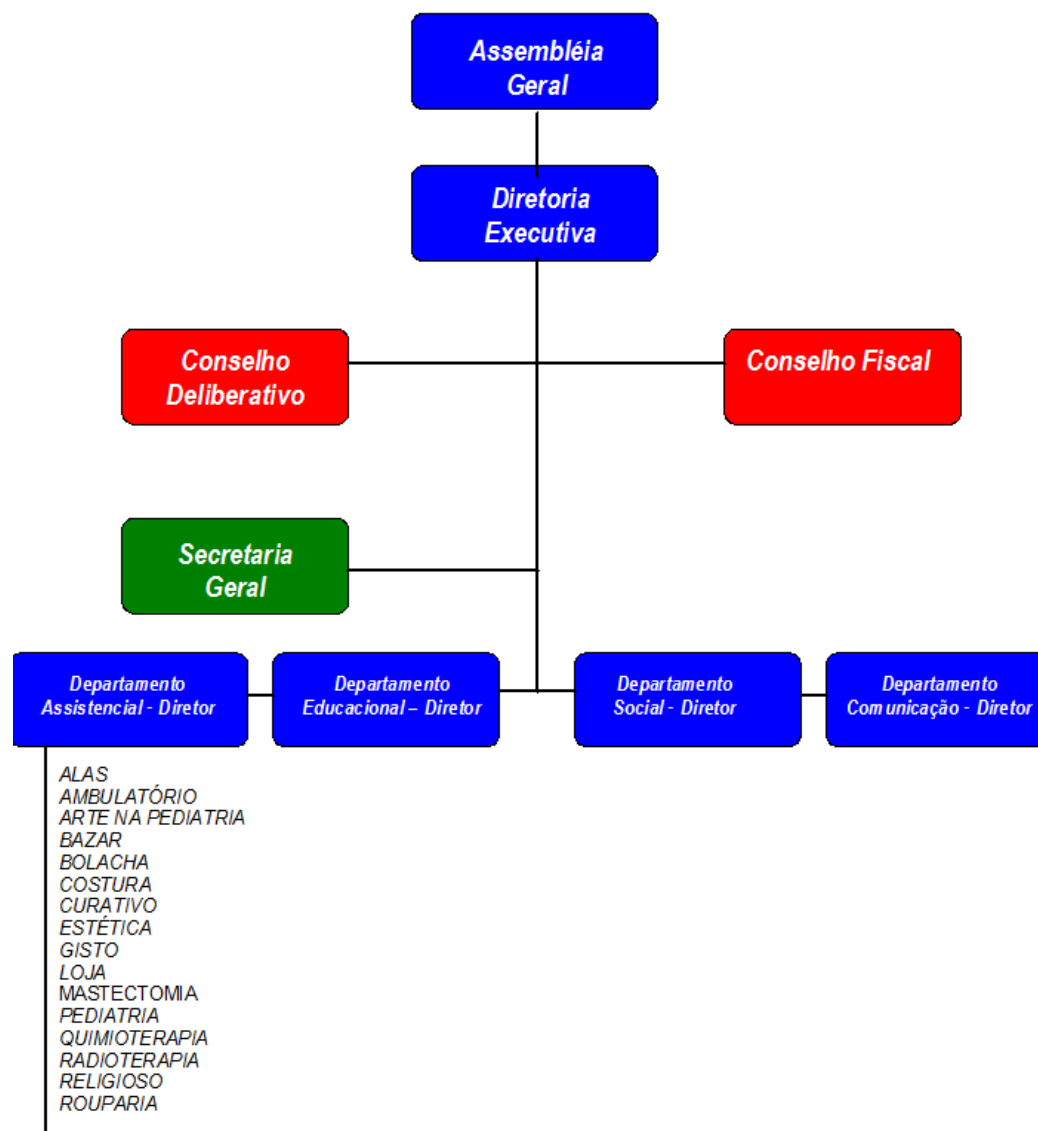 Assembléia
Geral
Diretoria
Executiva
Conselho
Deliberativo
Conselho Fiscal
Secretaria
Geral
Departamento
Assistencial - Diretor
Departamento
Educacional – Diretor
Departamento
Social - Diretor
Departamento
Comunicação - Diretor
ALAS
AMBULATÓRIO
ARTE NA PEDIATRIA
BAZAR
BOLACHA
COSTURA
CURATIVO
ESTÉTICA
GISTO
LOJA
MASTECTOMIA
PEDIATRIA
QUIMIOTERAPIA
RADIOTERAPIA
RELIGIOSO
ROUPARIA